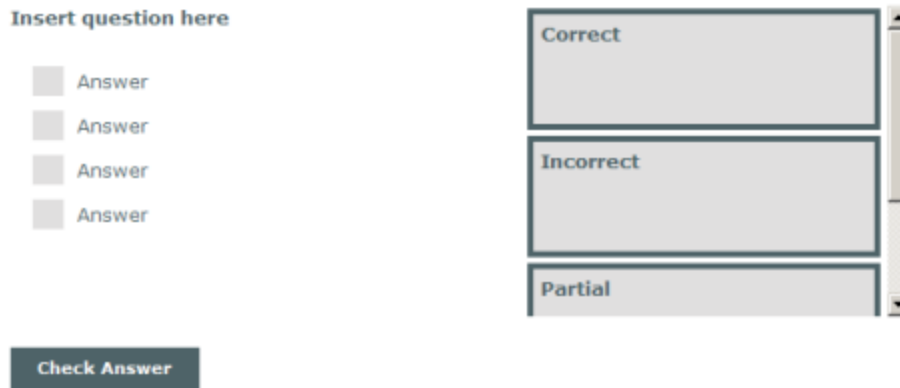 Insert question here
Answer
Answer
Answer
Answer
Check Answer
Correct
Incorrect
Partial